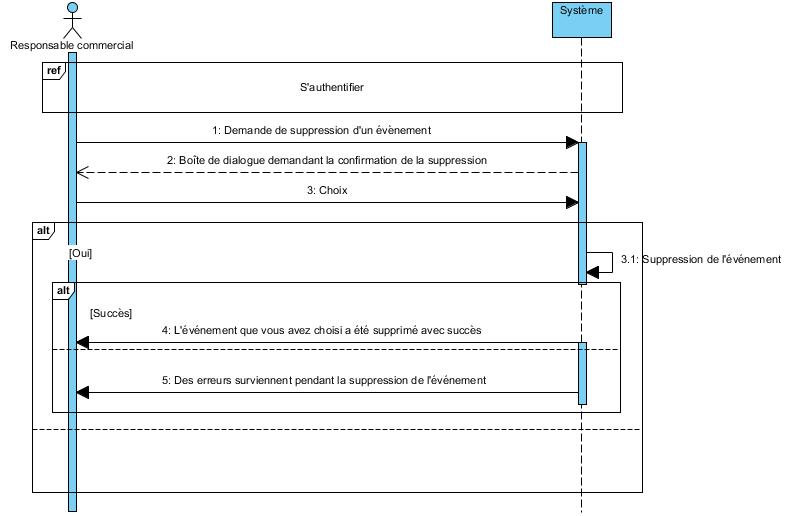 Système
Responsable commercial
ref
S'authentifier
1: Demande de suppression d'un évènement
2: Boîte de dialogue demandant la confirmation de la suppression
3: Choix
alt
[Oui]
3.1: Suppression de l'événement
alt
[Succès]
4: L'événement que vous avez choisi a été supprimé avec succès
5: Des erreurs surviennent pendant la suppression de l'événement